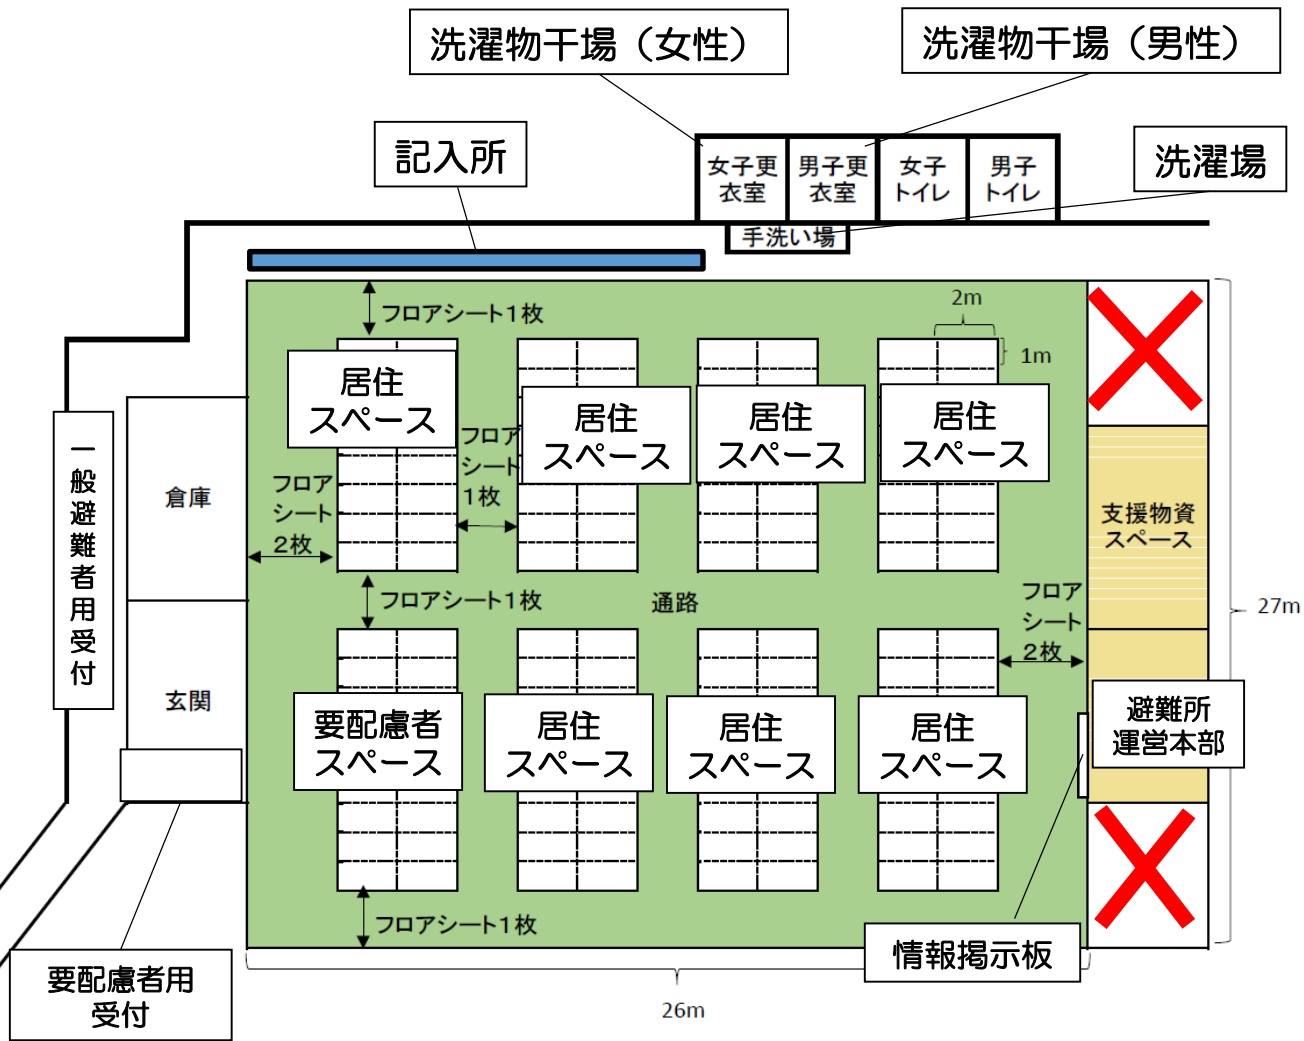 洗濯物干場（女性）
洗濯物干場（男性）
記入所
洗濯場
女子更
衣室
男子更
衣室
女子
トイレ
男子
トイレ
手洗い場
フロアシート1枚
2m
1m
居住
スペース
居住
スペース
居住
スペース
居住
スペース
フロア
シート
1枚
フロア
シート
2枚
一般避難者用受付
倉庫
支援物資
スペース
フロアシート1枚
通路
フロア
シート
2枚
27m
玄関
要配慮者
スペース
居住
スペース
居住
スペース
居住
スペース
避難所
運営本部
フロアシート1枚
情報掲示板
要配慮者用
受付
26m